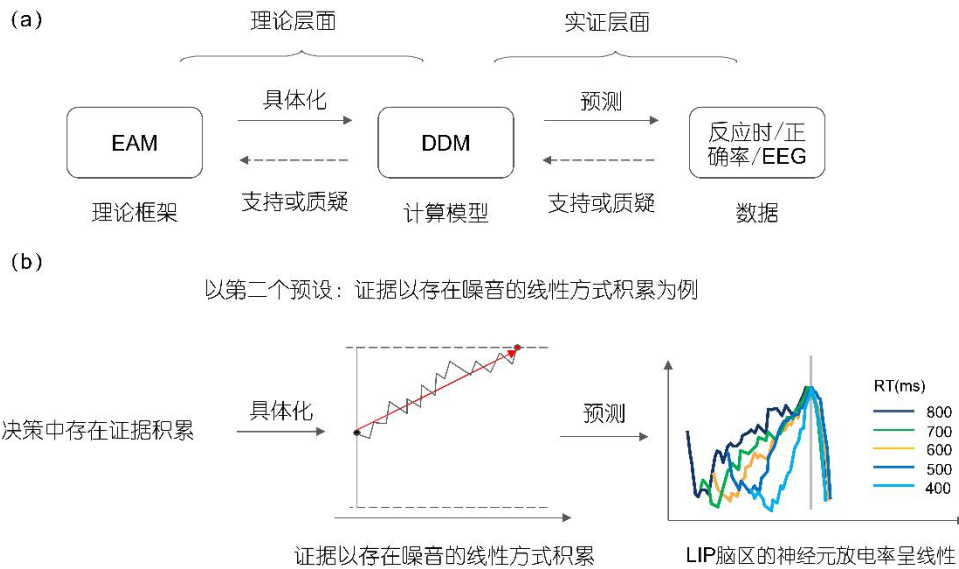 (a)
理论层面
实证层面
具体化
预测
EAM
DDM
反应时/正
确率/EEG
支持或质疑
支持或质疑
理论框架
计算模型
数据
(b)
以第二个预设：证据以存在噪音的线性方式积累为例
决策中存在证据积累
具体化
预测
RT(ms)
800
700
600
500
400
证据以存在噪音的线性方式积累
LIP脑区的神经元放电率呈线性